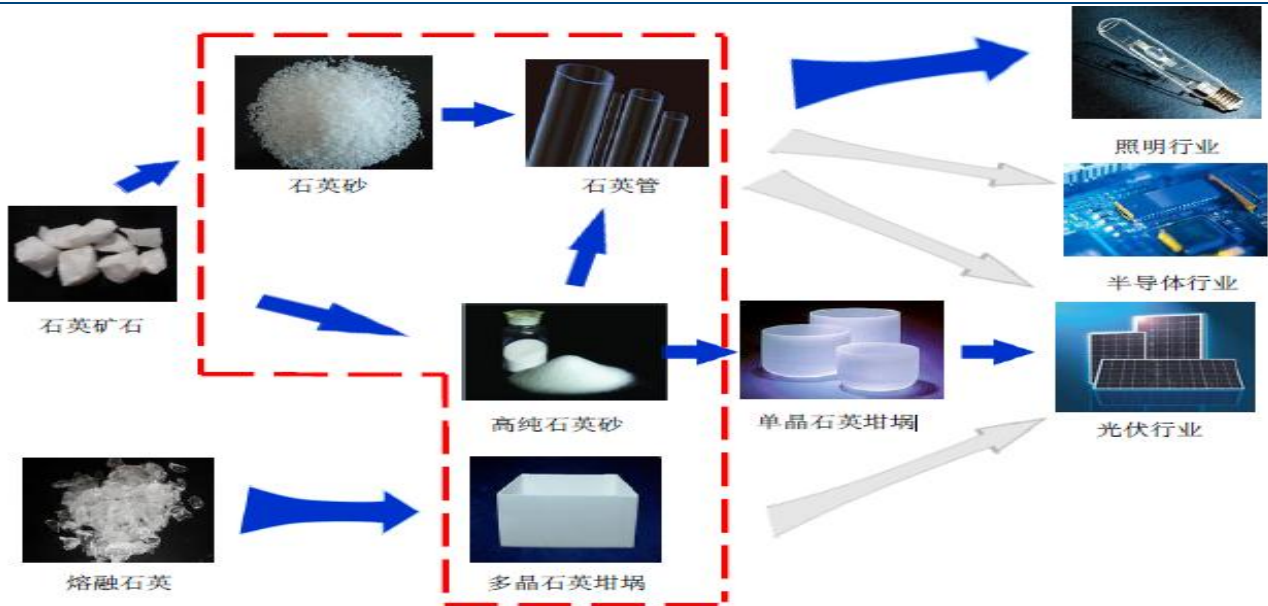 石英砂
石英管
照明行业
石英矿石
半导体行业
高纯石英砂
单晶石英坩埚
光伏行业
熔融石英
多晶石英坩埚